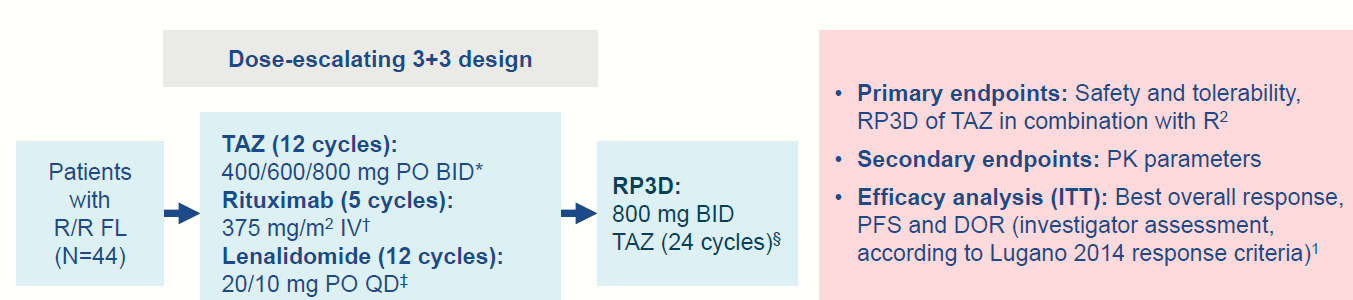 Dose-escalating 3+3 design
Patients
with
R/R FL
(N=44)
TAZ (12 cycles):
400/600/800 mg PO BID*
Rituximab (5 cycles):
375 mg/m² IV†
Lenalidomide (12 cycles):
20/10 mg PO QD‡
RP3D:
800 mg BID
TAZ (24 cycles)§
• Primary endpoints: Safety and tolerability,
RP3D of TAZ in combination with R²
• Secondary endpoints: PK parameters
• Efficacy analysis (ITT): Best overall response,
PFS and DOR (investigator assessment,
according to Lugano 2014 response criteria)¹